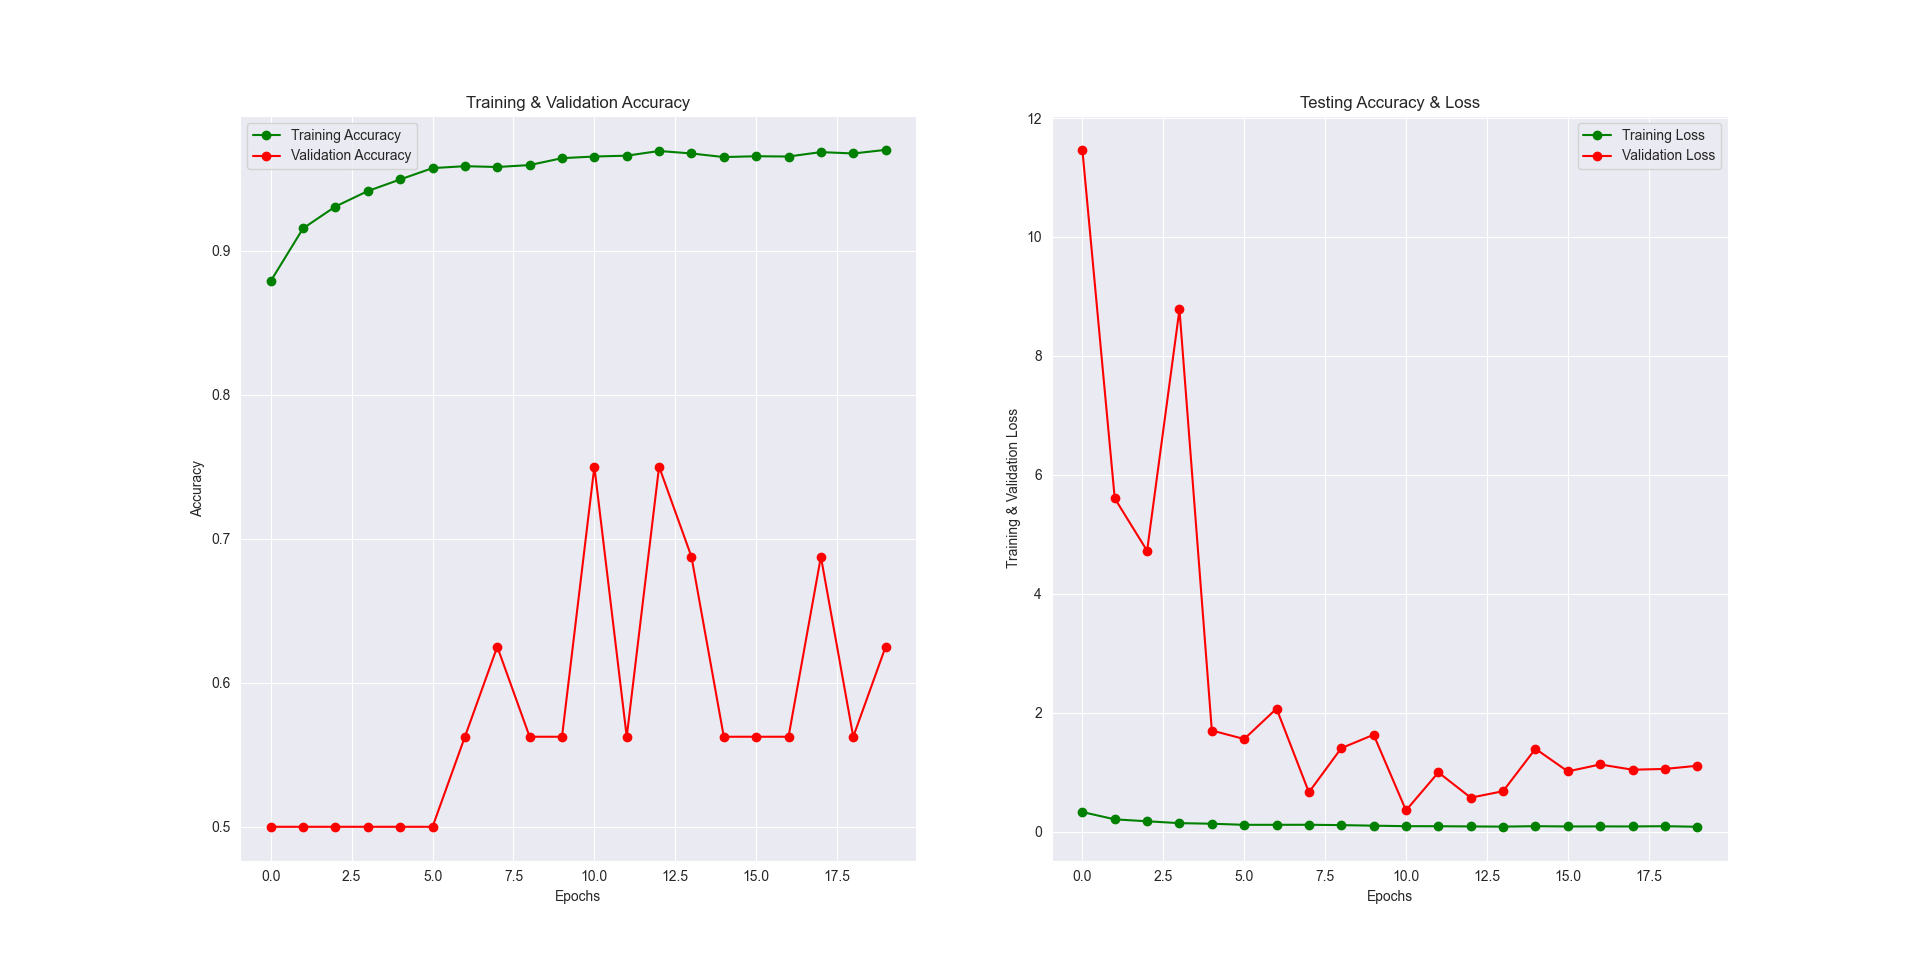 Training & Validation Accuracy
Training Accuracy
Validation Accuracy
0.9
0.8
0.7
0.6
0.5
Accuracy
0.0 2.5 5.0 7.5 10.0 12.5 15.0 17.5
Epochs
Testing Accuracy & Loss
Training Loss
Validation Loss
12
10
8
6
4
2
0
Training & Validation Loss
0.0 2.5 5.0 7.5 10.0 12.5 15.0 17.5
Epochs